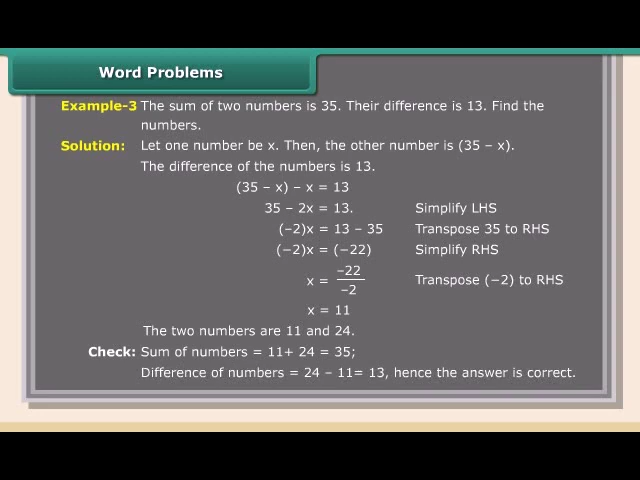 Word Problems
Example-3 The sum of two numbers is 35. Their difference is 13. Find the
numbers.
Solution: Let one number be x. Then, the other number is (35 – x).
The difference of the numbers is 13.
(35 – x) – x = 13
35 – 2x = 13. Simplify LHS
(−2)x = 13 – 35 Transpose 35 to RHS
(−2)x = (−22) Simplify RHS
x = –22/–2 Transpose (−2) to RHS
x = 11
The two numbers are 11 and 24.
Check: Sum of numbers = 11+ 24 = 35;
Difference of numbers = 24 – 11= 13, hence the answer is correct.